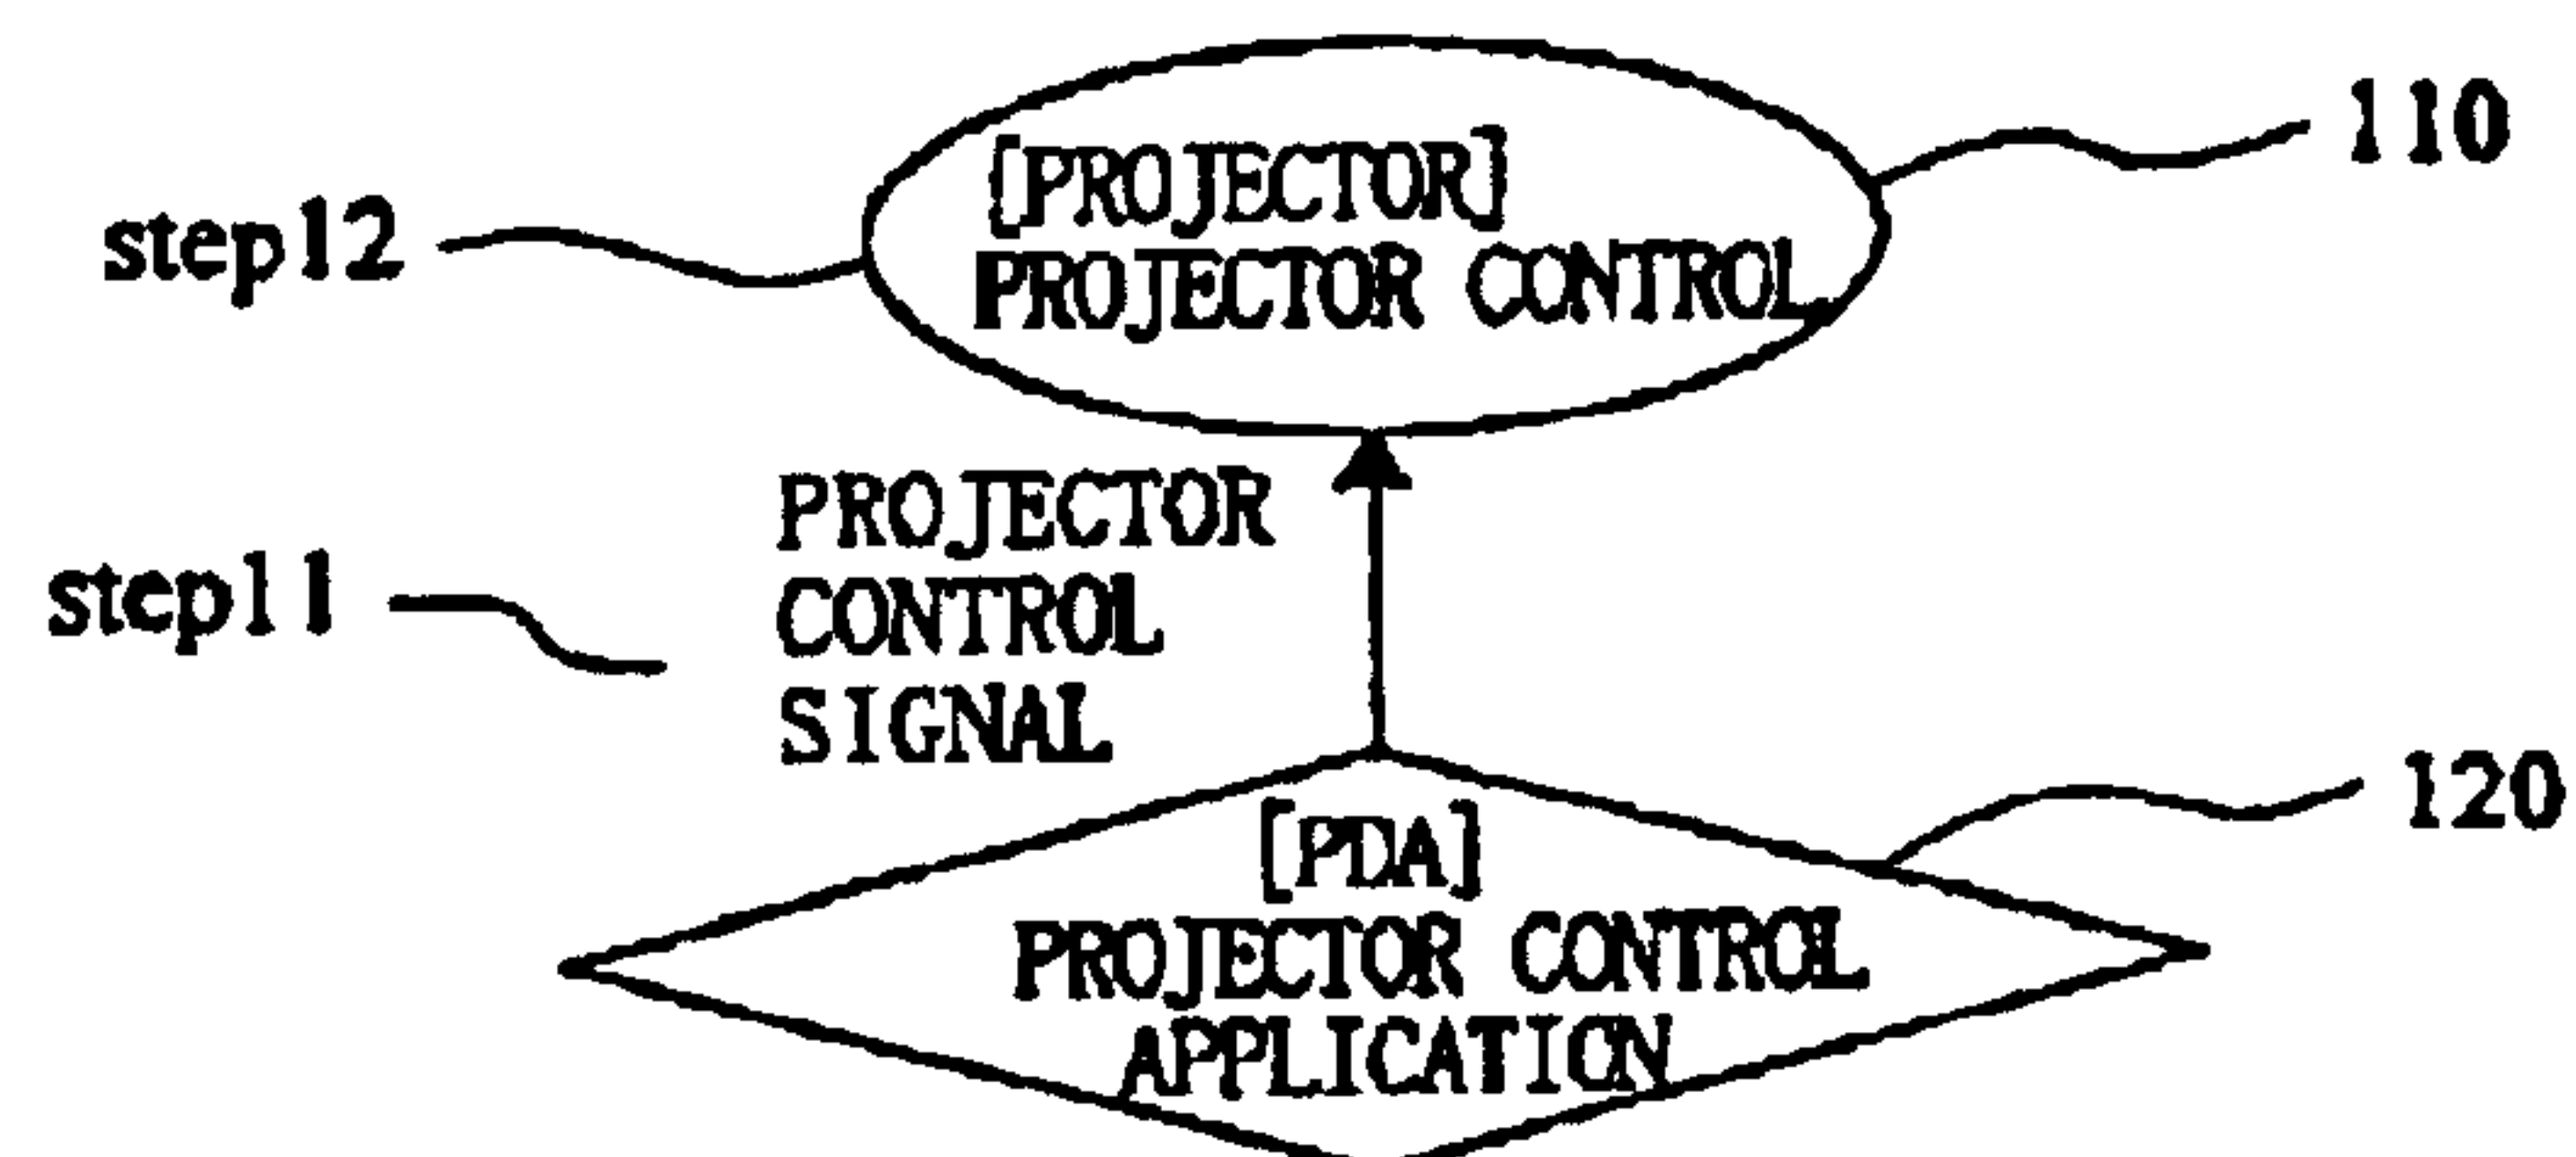 110
[PROJECTOR]
step12
PROJECTOR CONTROL
PROJECTOR
step11
CONTROL
SIGNAL
120
[PDA]
PROJECTOR CONTROL
APPLICATION